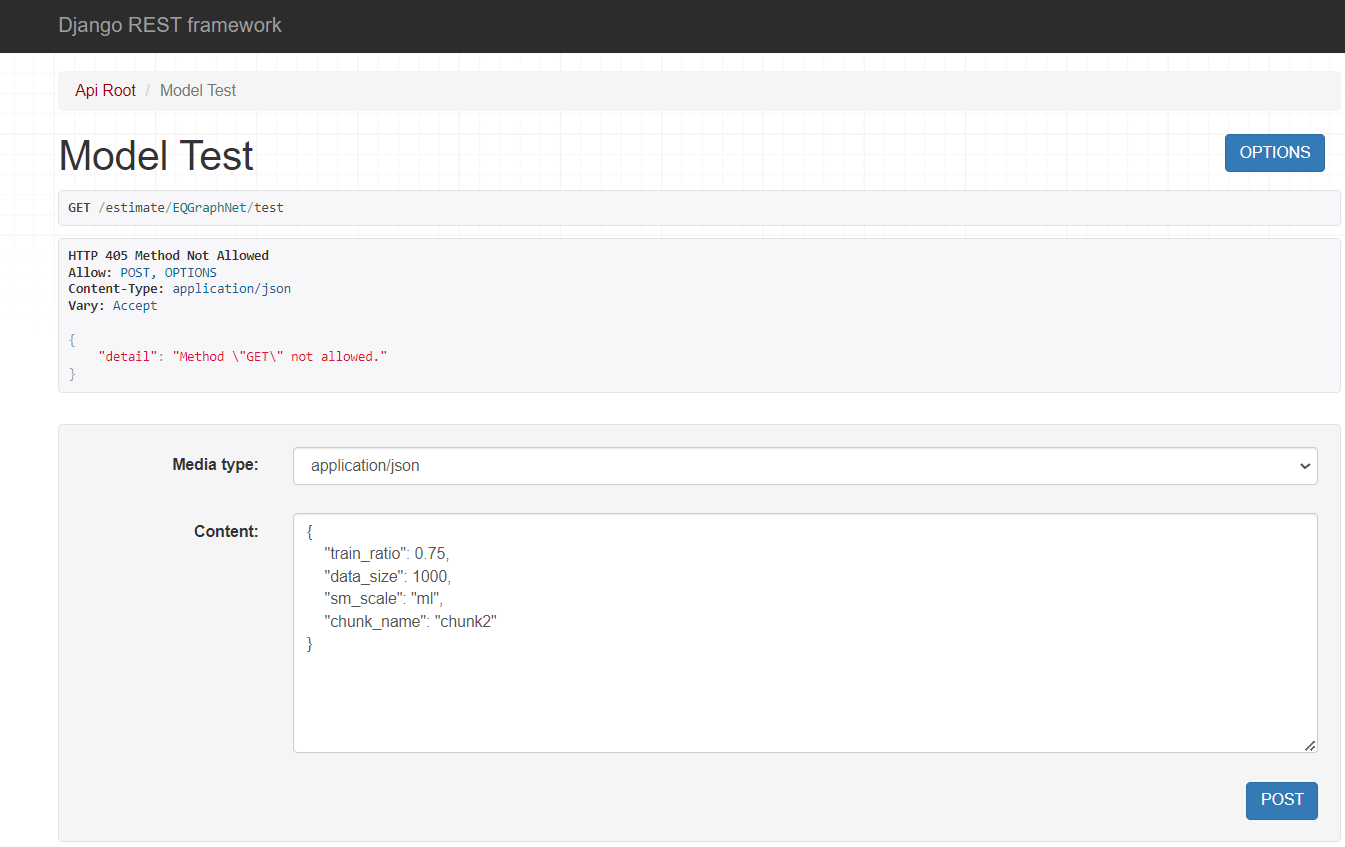 Django REST framework
Api Root / Model Test
Model Test
OPTIONS
GET /estimate/EQGraphNet/test
HTTP 405 Method Not Allowed
Allow: POST, OPTIONS
Content-Type: application/json
Vary: Accept
{
    "detail": "Method \"GET\" not allowed."
}
Media type:
application/json
Content:
{
    "train_ratio": 0.75,
    "data_size": 1000,
    "sm_scale": "ml",
    "chunk_name": "chunk2"
}
POST